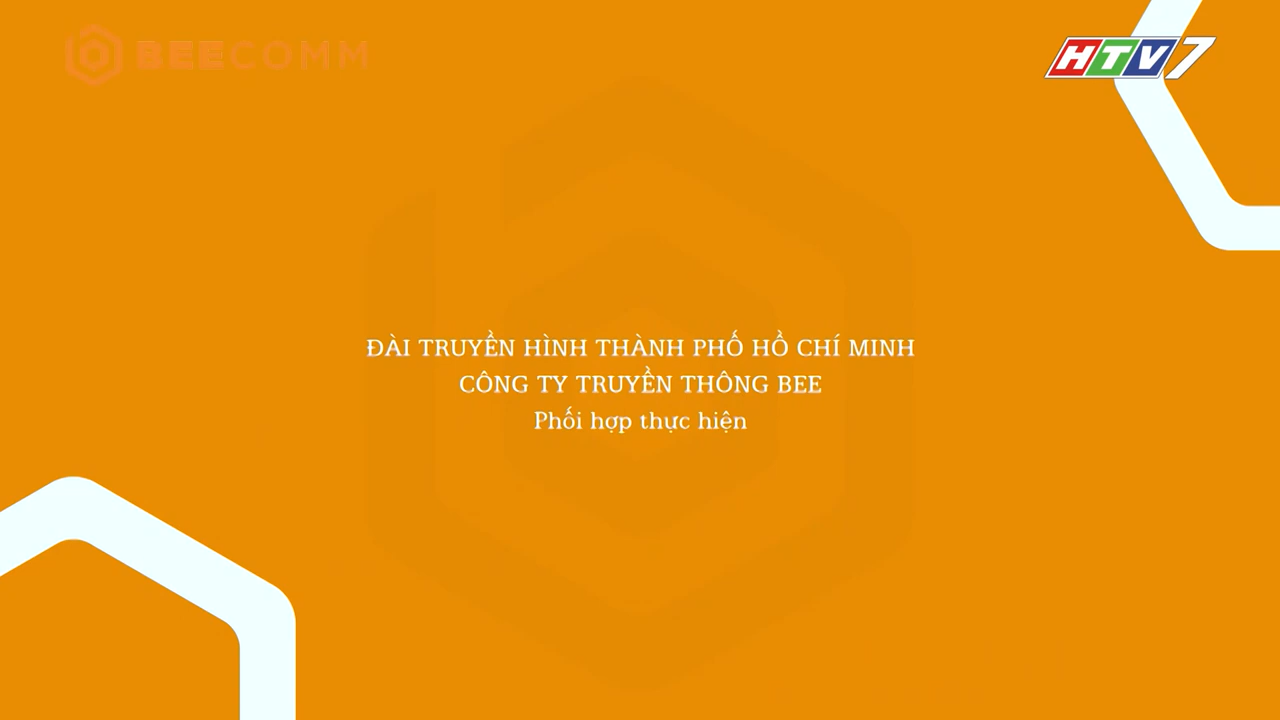 BEECOMM
HTV7
ĐÀI TRUYỀN HÌNH THÀNH PHỐ HỒ CHÍ MINH
CÔNG TY TRUYỀN THÔNG BEE
Phối hợp thực hiện